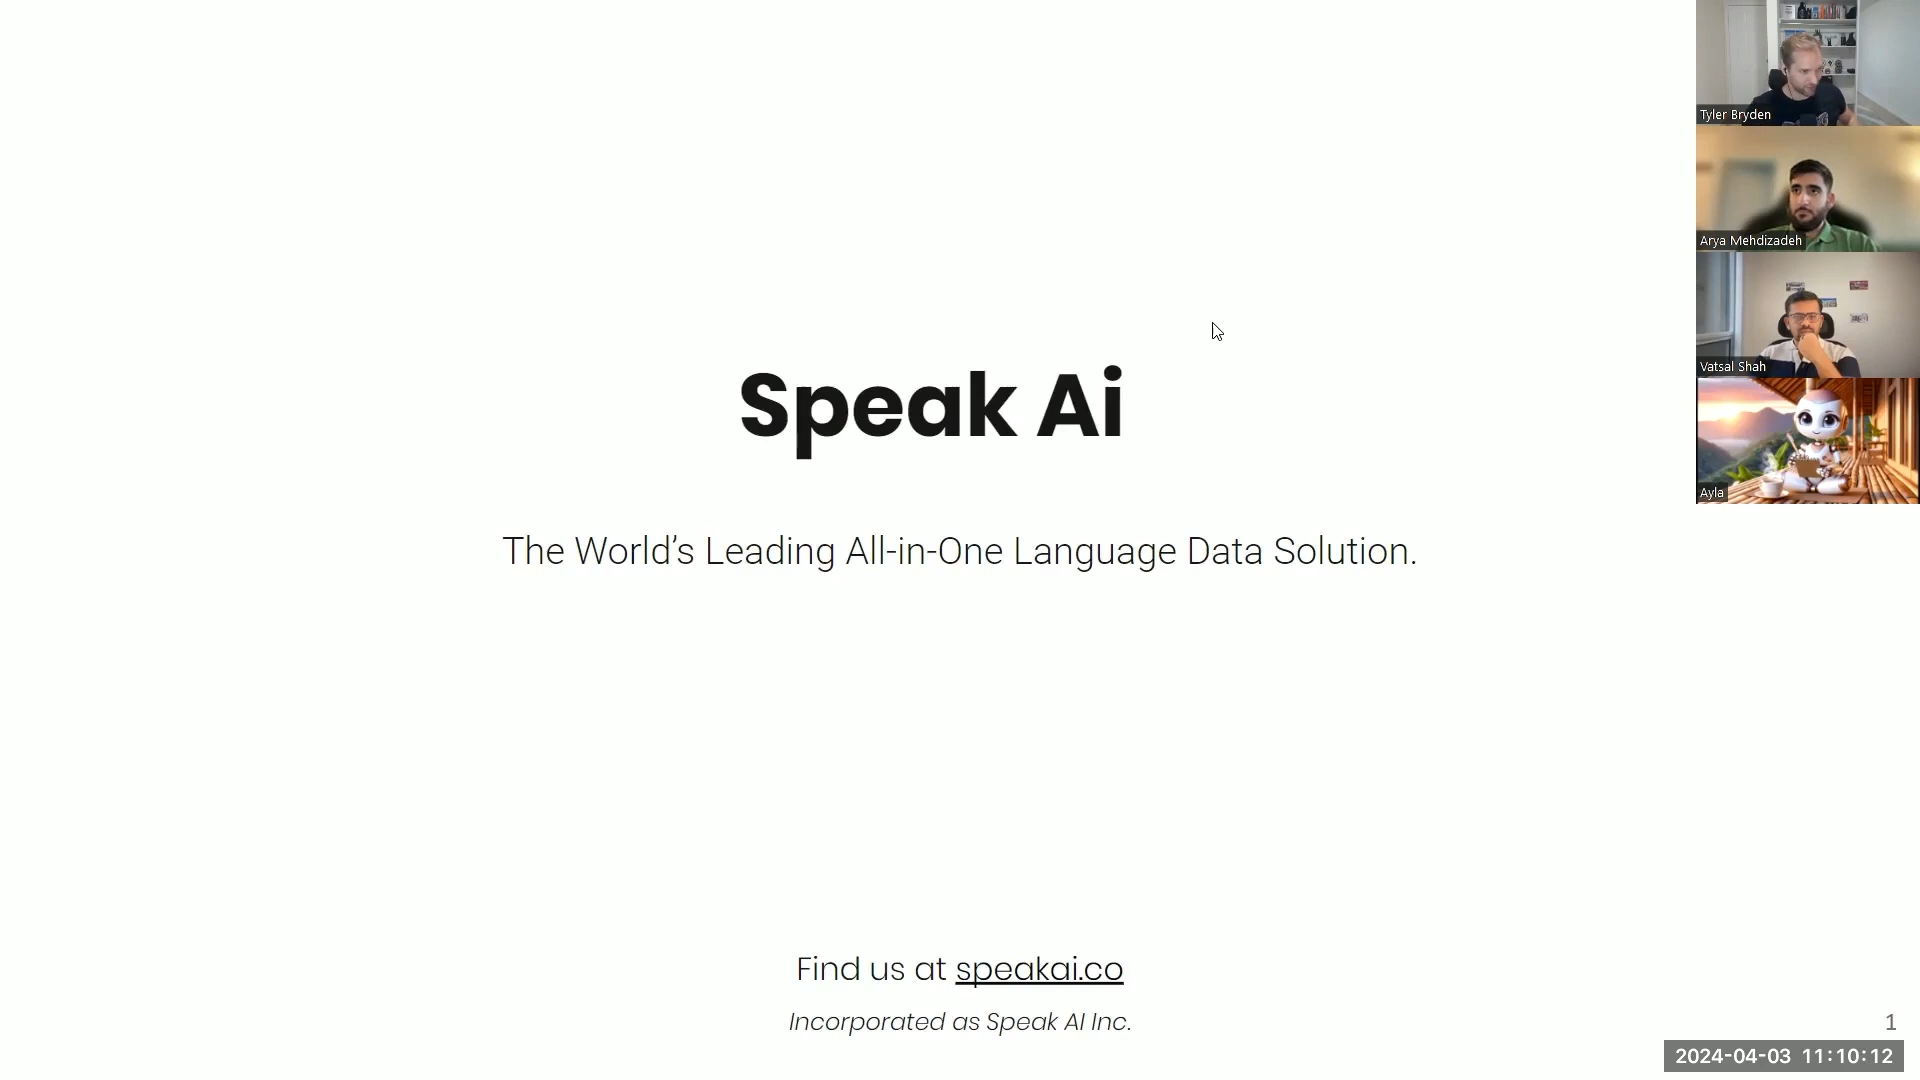 Speak Ai
The World’s Leading All-in-One Language Data Solution.
Find us at speakai.co
Incorporated as Speak AI Inc.
1
Tyler Bryden
Arya Mehdizadeh
Vatsal Shah
Ayla
2024-04-03 11:10:12